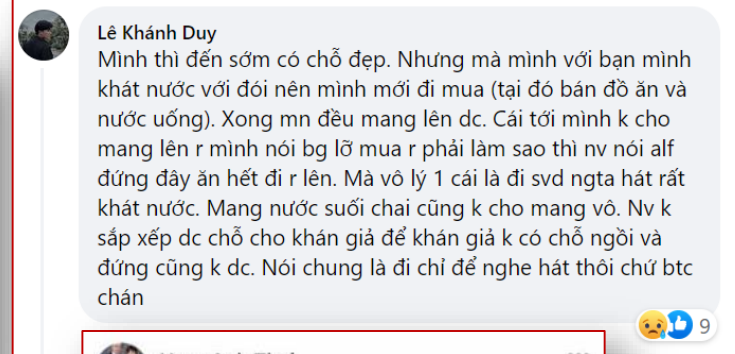 Lê Khánh Duy
Mình thì đến sớm có chỗ đẹp. Nhưng mà mình với bạn mình
khát nước với đói nên mình mới đi mua (tại đó bán đồ ăn và
nước uống). Xong mn đều mang lên dc. Cái tới mình k cho
mang lên r mình nói bg lỡ mua r phải làm sao thì nv nói alf
đứng đây ăn hết đi r lên. Mà vô lý 1 cái là đi svd ngta hát rất
khát nước. Mang nước suối chai cũng k cho mang vô. Nv k
sắp xếp dc chỗ cho khán giả để khán giả k có chỗ ngồi và
đứng cũng k dc. Nói chung là đi chỉ để nghe hát thôi chứ btc
chán
9